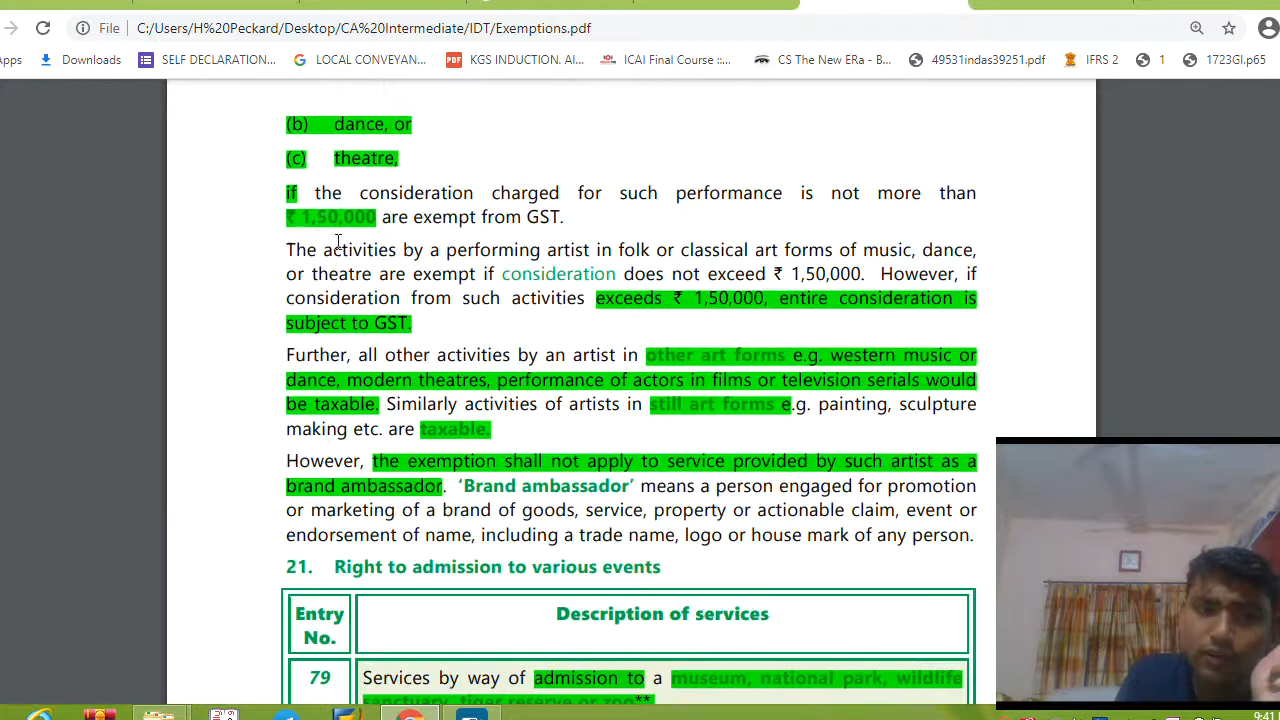 File
C:/Users/H%20Peckard/Desktop/CA%20Intermediate/IDT/Exemptions.pdf
Apps
Downloads
SELF DECLARATION...
LOCAL CONVEYAN...
KGS INDUCTION. AI...
ICAI Final Course ::...
CS The New ERa - B...
49531indas39251.pdf
IFRS 2
1
1723GI.p65
(b) dance, or
(c) theatre,
if the consideration charged for such performance is not more than
₹ 1,50,000 are exempt from GST.
The activities by a performing artist in folk or classical art forms of music, dance,
or theatre are exempt if consideration does not exceed ₹ 1,50,000. However, if
consideration from such activities exceeds ₹ 1,50,000, entire consideration is
subject to GST.
Further, all other activities by an artist in other art forms e.g. western music or
dance, modern theatres, performance of actors in films or television serials would
be taxable. Similarly activities of artists in still art forms e.g. painting, sculpture
making etc. are taxable.
However, the exemption shall not apply to service provided by such artist as a
brand ambassador. ‘Brand ambassador’ means a person engaged for promotion
or marketing of a brand of goods, service, property or actionable claim, event or
endorsement of name, including a trade name, logo or house mark of any person.
21. Right to admission to various events
Entry No.
Description of services
79
Services by way of admission to a museum, national park, wildlife
sanctuary, tiger reserve or zoo**
9:41